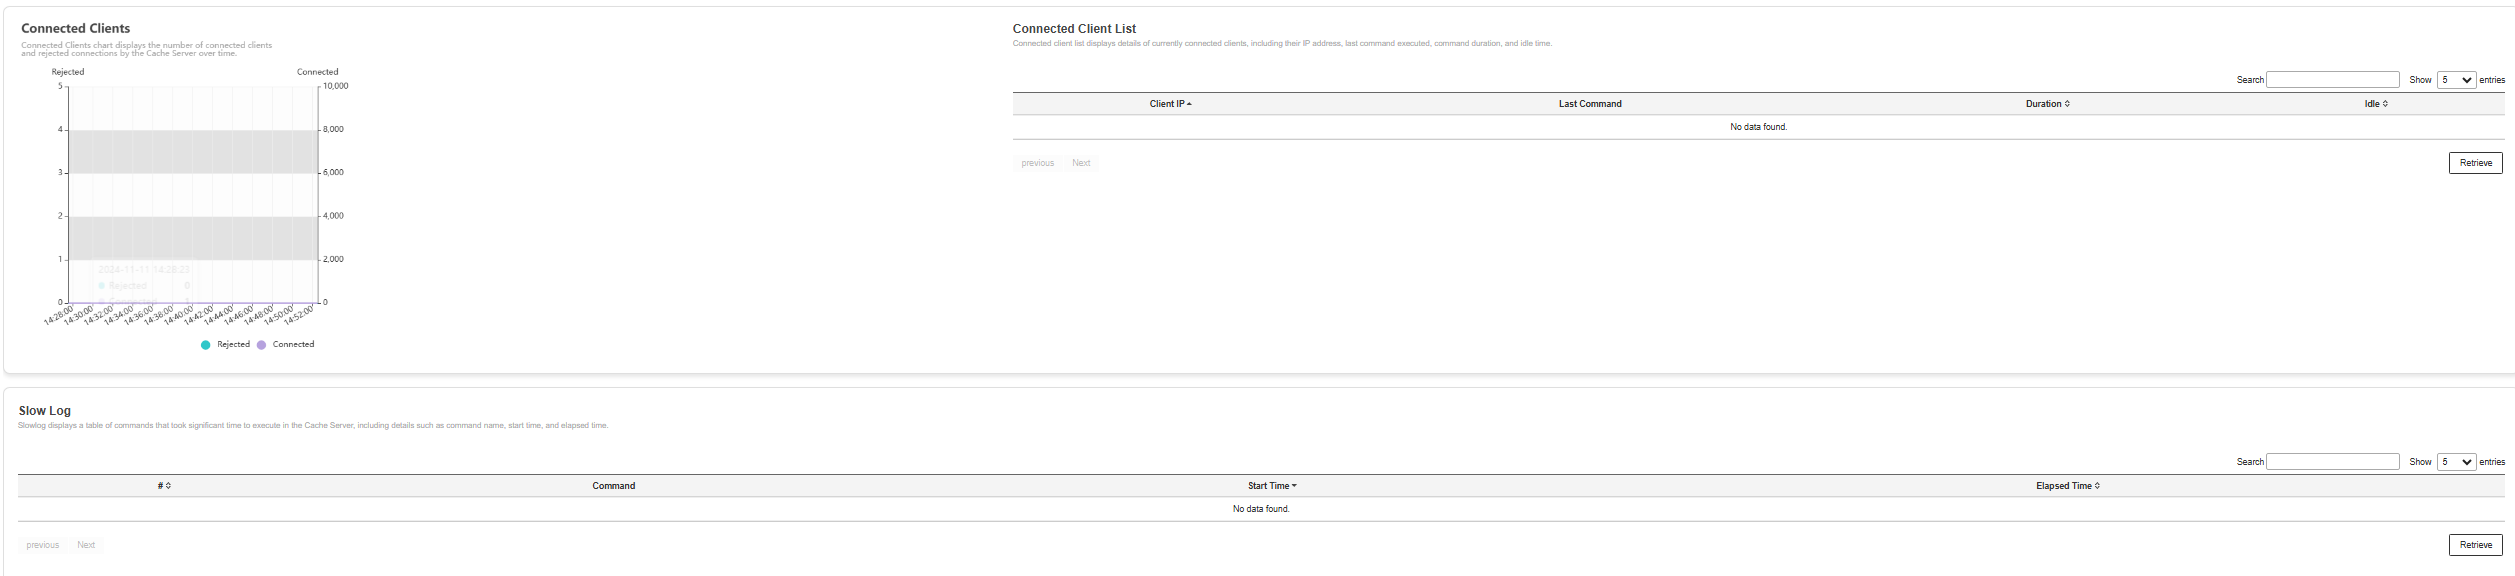 Connected Clients
Connected Clients chart displays the number of connected clients
and rejected connections by the Cache Server over time.
Rejected
Connected
5
10,000
4
8,000
3
6,000
2
4,000
1
2,000
2024-11-11 14:28:23
Rejected 0
Connected 1
0
0
14:28:00
14:30:00
14:32:00
14:34:00
14:36:00
14:38:00
14:40:00
14:42:00
14:44:00
14:46:00
14:48:00
14:50:00
14:52:00
Rejected Connected
Connected Client List
Connected client list displays details of currently connected clients, including their IP address, last command executed, command duration, and idle time.
Search Show 5 entries
Client IP Last Command Duration Idle
No data found.
previous Next
Retrieve
Slow Log
Slowlog displays a table of commands that took significant time to execute in the Cache Server, including details such as command name, start time, and elapsed time.
Search Show 5 entries
# Command Start Time Elapsed Time
No data found.
previous Next
Retrieve